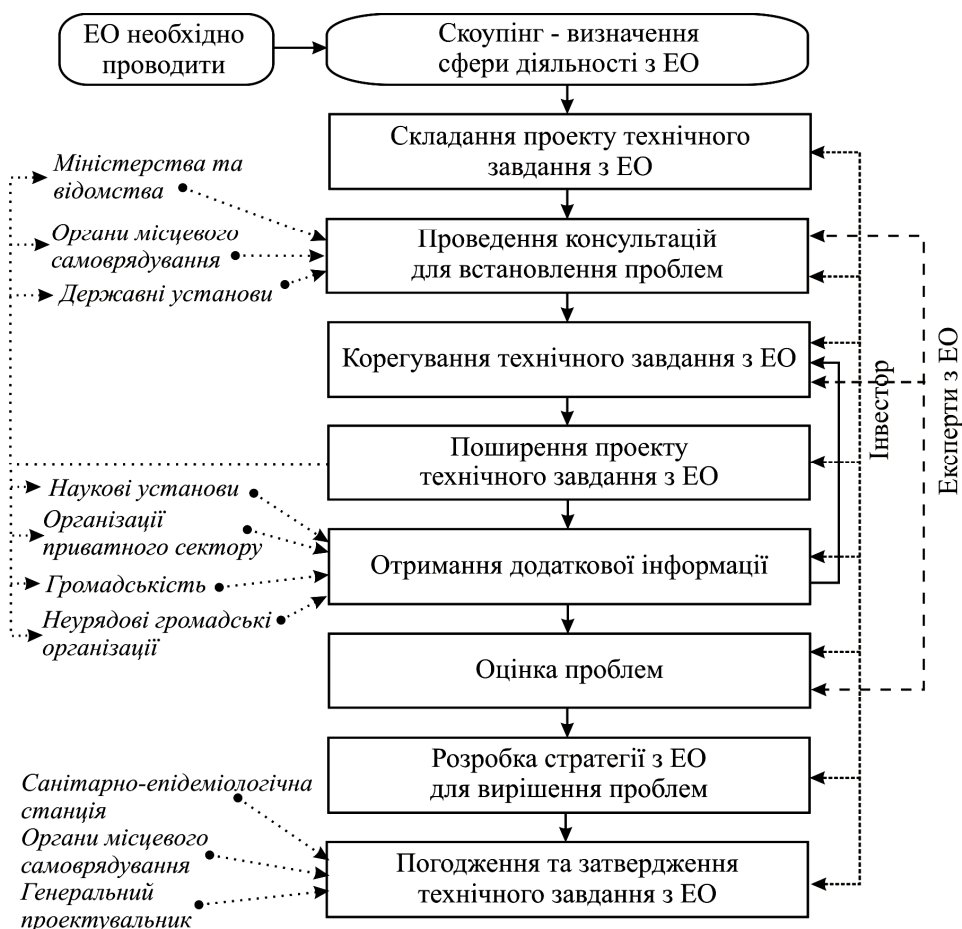 ЕО необхідно
проводити
Скоупінг - визначення
сфери діяльності з ЕО
Складання проекту технічного
завдання з ЕО
Міністерства та
відомства
Органи місцевого
самоврядування
Державні установи
Проведення консультацій
для встановлення проблем
Корегування технічного завдання з ЕО
Інвестор
Експерти з ЕО
Поширення проекту
технічного завдання з ЕО
Наукові установи
Організації
приватного сектору
Громадськість
Неурядові громадські
організації
Отримання додаткової інформації
Оцінка проблем
Розробка стратегії з ЕО
для вирішення проблем
Санітарно-епідеміологічна
станція
Органи місцевого
самоврядування
Генеральний
проектувальник
Погодження та затвердження
технічного завдання з ЕО